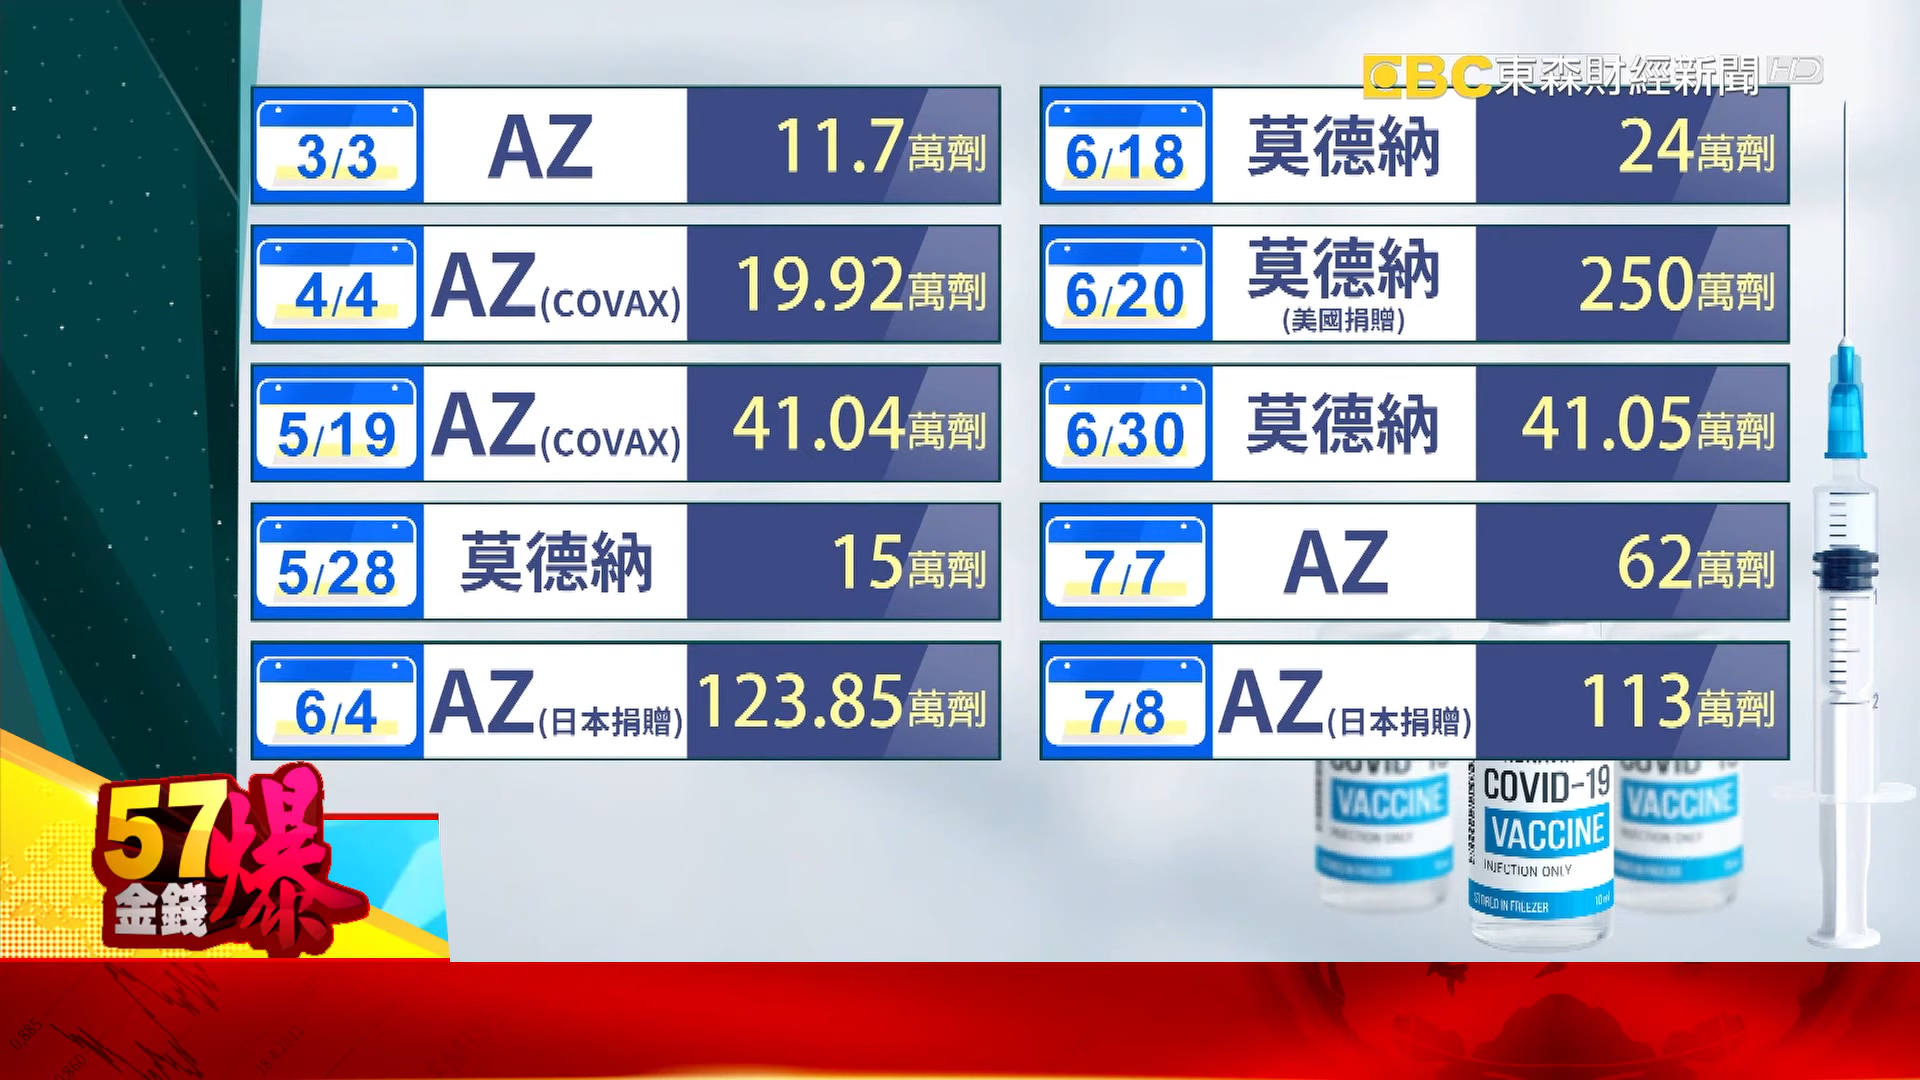 EBC東森財經新聞HD
3/3 AZ 11.7萬劑
4/4 AZ(COVAX) 19.92萬劑
5/19 AZ(COVAX) 41.04萬劑
5/28 莫德納 15萬劑
6/4 AZ(日本捐贈) 123.85萬劑
6/18 莫德納 24萬劑
6/20 莫德納 250萬劑
(美國捐贈)
6/30 莫德納 41.05萬劑
7/7 AZ 62萬劑
7/8 AZ(日本捐贈) 113萬劑
1
2
VACCINE
INJECTION ONLY
COVID-19
VACCINE
INJECTION ONLY
COVID-19
VACCINE
57
金錢
爆